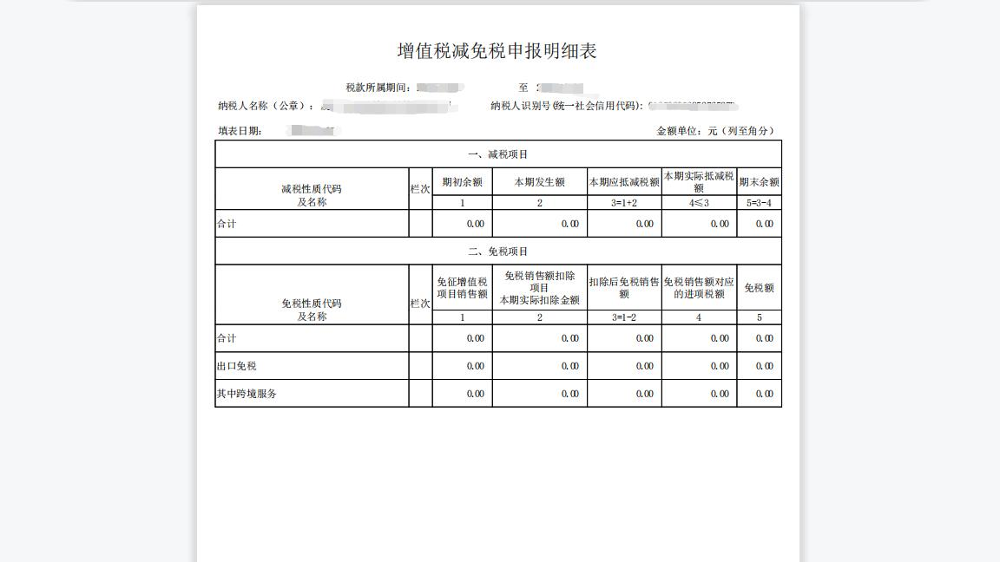 增值税减免税申报明细表
税款所属期间： 至
纳税人名称（公章）： 纳税人识别号(统一社会信用代码)：
填表日期： 金额单位：元（列至角分）
一、减税项目
减税性质代码
及名称
栏次
期初余额 本期发生额 本期应抵减税额 本期实际抵减税
额
期末余额
1 2 3=1+2 4≤3 5=3-4
合计 0.00 0.00 0.00 0.00 0.00
二、免税项目
免税性质代码
及名称
栏次
免征增值税
项目销售额
免税销售额扣除
项目
本期实际扣除金额
扣除后免税销售
额
免税销售额对应
的进项税额
免税额
1 2 3=1-2 4 5
合计 0.00 0.00 0.00 0.00 0.00
出口免税 0.00 0.00 0.00 0.00 0.00
其中跨境服务 0.00 0.00 0.00 0.00 0.00